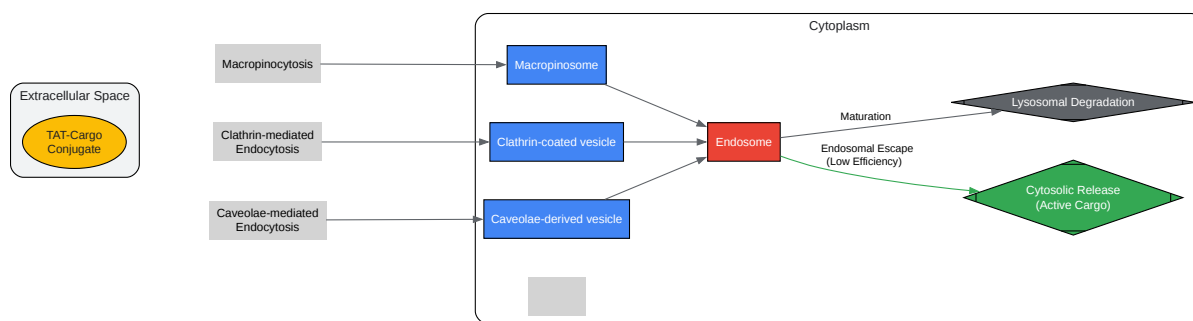 Cytoplasm
Extracellular Space
TAT-Cargo
Conjugate
Macropinocytosis
Clathrin-mediated
Endocytosis
Caveolae-mediated
Endocytosis
Macropinosome
Clathrin-coated vesicle
Caveolae-derived vesicle
Endosome
Maturation
Endosomal Escape
(Low Efficiency)
Lysosomal Degradation
Cytosolic Release
(Active Cargo)